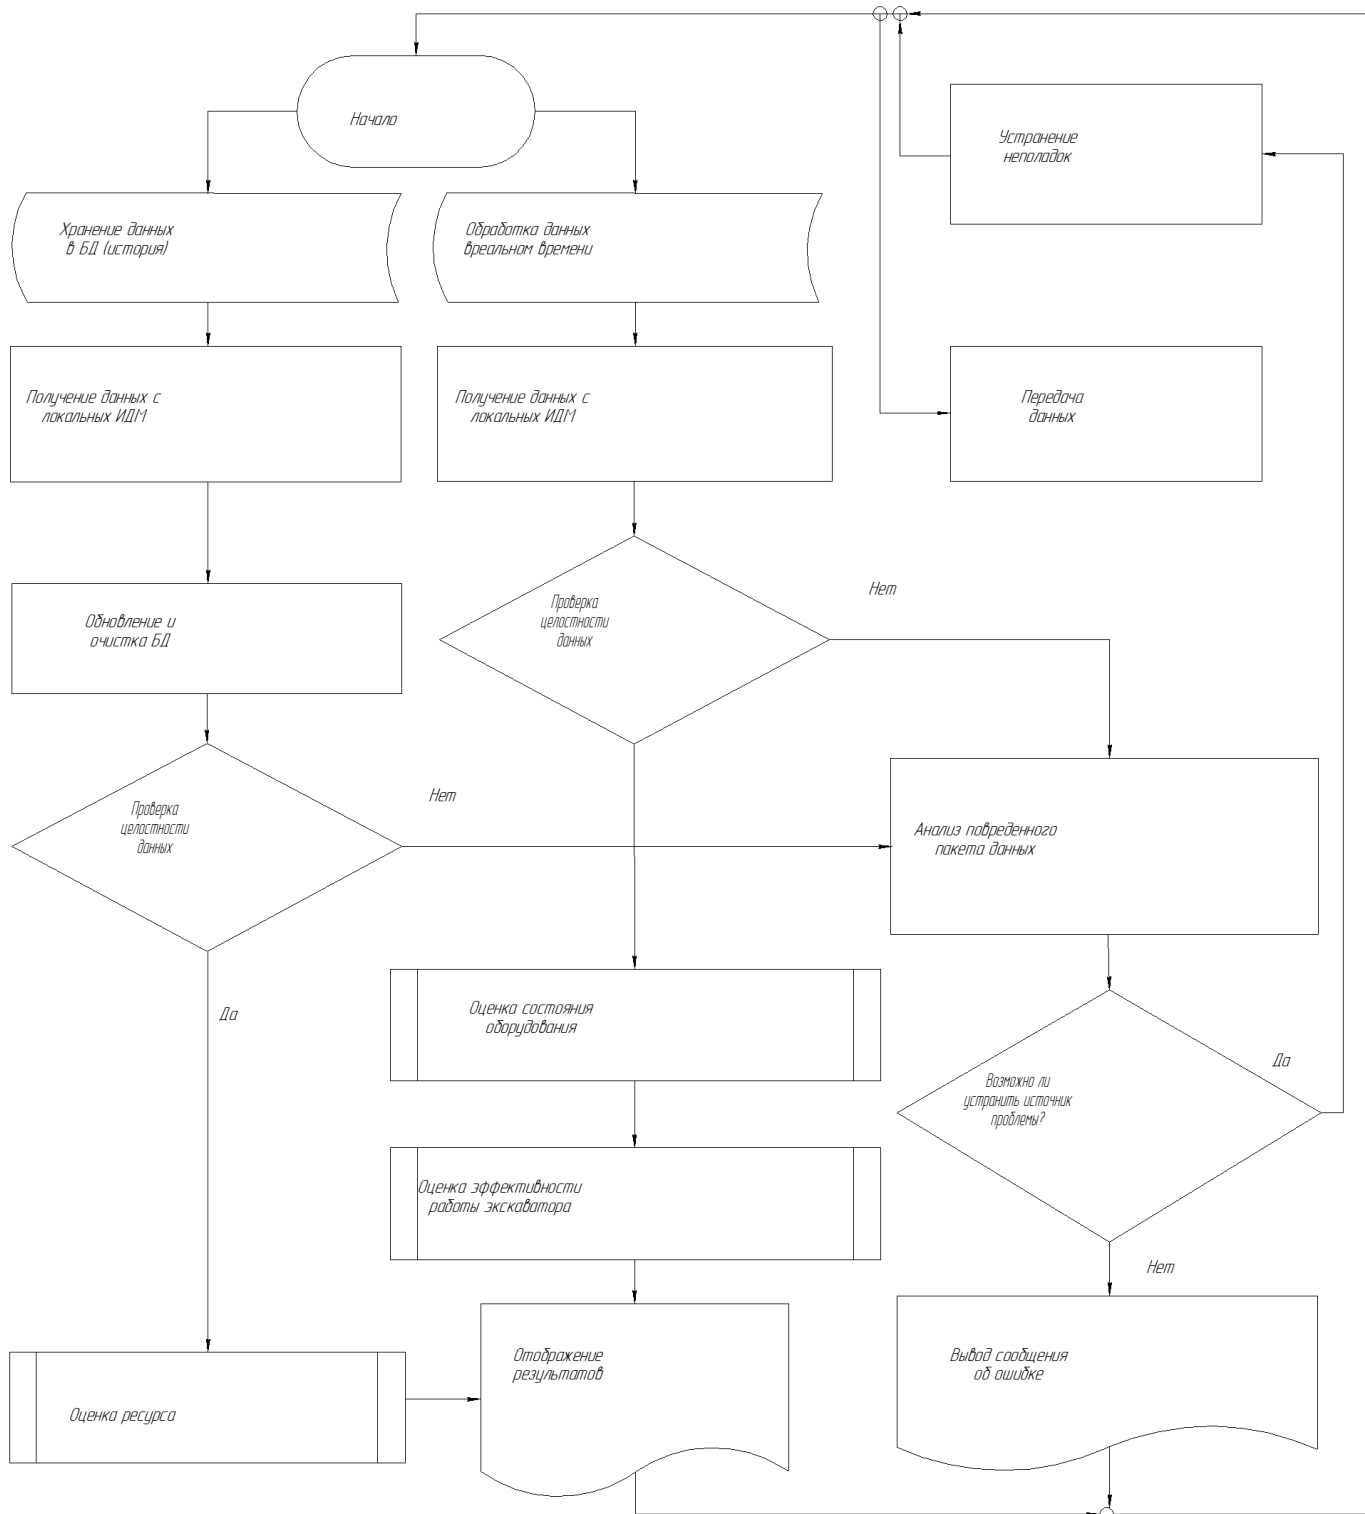 Начало
Устранение
неполадок
Хранение данных
в БД (история)
Обработка данных
вреальном времени
Получение данных с
локальных ИДМ
Получение данных с
локальных ИДМ
Передача
данных
Проверка
целостности
данных
Нет
Обновление и
очистка БД
Проверка
целостности
данных
Нет
Анализ повреденного
пакета данных
Да
Оценка состояния
оборудования
Возможно ли
устранить источник
проблемы?
Да
Оценка эффективности
работы экскаватора
Нет
Отображение
результатов
Вывод сообщения
об ошибке
Оценка ресурса